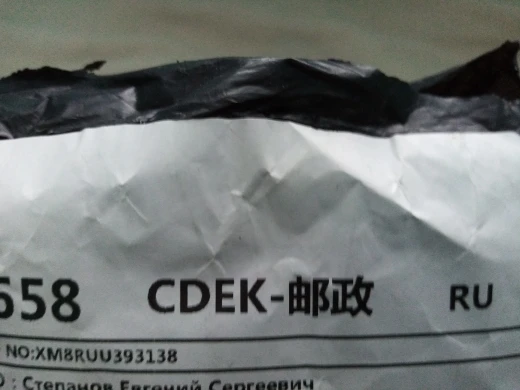 658 CDEK-邮政 RU
NO:XM8RUU393138
: Степанов Евгений Сергеевич